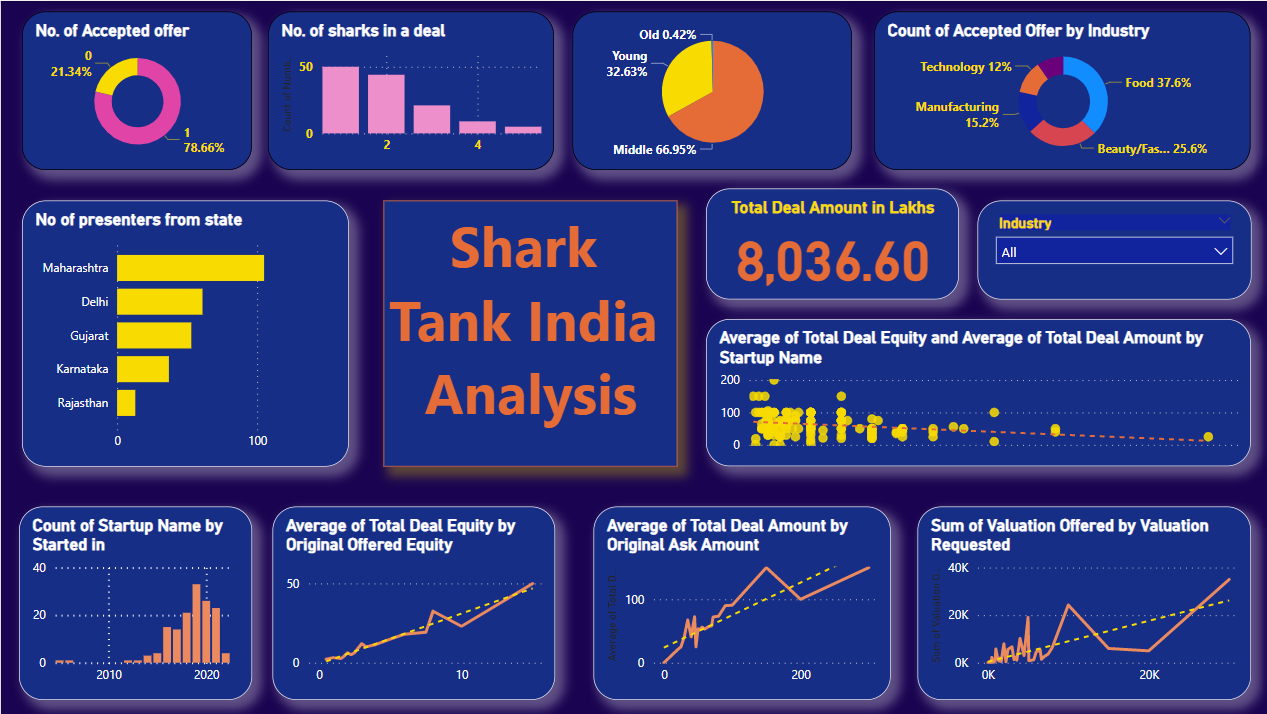 No. of Accepted offer
0
21.34%
1
78.66%
No. of sharks in a deal
50
0
2
4
Old 0.42%
Young
32.63%
Middle 66.95%
Count of Accepted Offer by Industry
Technology 12%
Food 37.6%
Manufacturing
15.2%
Beauty/Fas... 25.6%
No of presenters from state
Maharashtra
Delhi
Gujarat
Karnataka
Rajasthan
0
100
Shark
Tank India
Analysis
Total Deal Amount in Lakhs
8,036.60
Industry
All
Average of Total Deal Equity and Average of Total Deal Amount by
Startup Name
200
100
0
Count of Startup Name by
Started in
40
20
0
2010
2020
Average of Total Deal Equity by
Original Offered Equity
50
0
0
10
Average of Total Deal Amount by
Original Ask Amount
Average of Total D...
100
0
0
200
Sum of Valuation Offered by Valuation
Requested
Sum of Valuation O...
40K
20K
0K
0K
20K